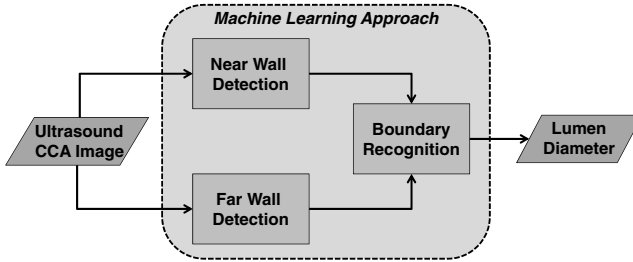 Machine Learning Approach
Near Wall
Detection
Ultrasound
CCA Image
Boundary
Recognition
Lumen
Diameter
Far Wall
Detection